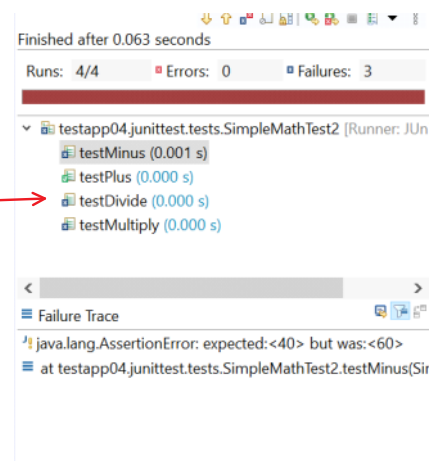 Finished after 0.063 seconds
Runs: 4/4 Errors: 0 Failures: 3
testapp04.junittest.tests.SimpleMathTest2 [Runner: JUn
testMinus (0.001 s)
testPlus (0.000 s)
testDivide (0.000 s)
testMultiply (0.000 s)
Failure Trace
java.lang.AssertionError: expected:<40> but was:<60>
at testapp04.junittest.tests.SimpleMathTest2.testMinus(Sir